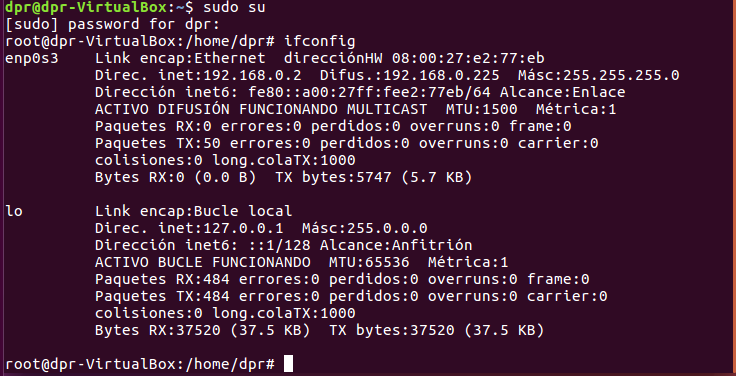 dpr@dpr-VirtualBox:~$ sudo su
[sudo] password for dpr:
root@dpr-VirtualBox:/home/dpr# ifconfig
enp0s3    Link encap:Ethernet  direcciónHW 08:00:27:e2:77:eb
          Direc. inet:192.168.0.2  Difus.:192.168.0.225  Másc:255.255.255.0
          Dirección inet6: fe80::a00:27ff:fee2:77eb/64 Alcance:Enlace
          ACTIVO DIFUSIÓN FUNCIONANDO MULTICAST  MTU:1500  Métrica:1
          Paquetes RX:0 errores:0 perdidos:0 overruns:0 frame:0
          Paquetes TX:50 errores:0 perdidos:0 overruns:0 carrier:0
          colisiones:0 long.colaTX:1000
          Bytes RX:0 (0.0 B)  TX bytes:5747 (5.7 KB)
lo        Link encap:Bucle local
          Direc. inet:127.0.0.1  Másc:255.0.0.0
          Dirección inet6: ::1/128 Alcance:Anfitrión
          ACTIVO BUCLE FUNCIONANDO  MTU:65536  Métrica:1
          Paquetes RX:484 errores:0 perdidos:0 overruns:0 frame:0
          Paquetes TX:484 errores:0 perdidos:0 overruns:0 carrier:0
          colisiones:0 long.colaTX:1000
          Bytes RX:37520 (37.5 KB)  TX bytes:37520 (37.5 KB)
root@dpr-VirtualBox:/home/dpr#